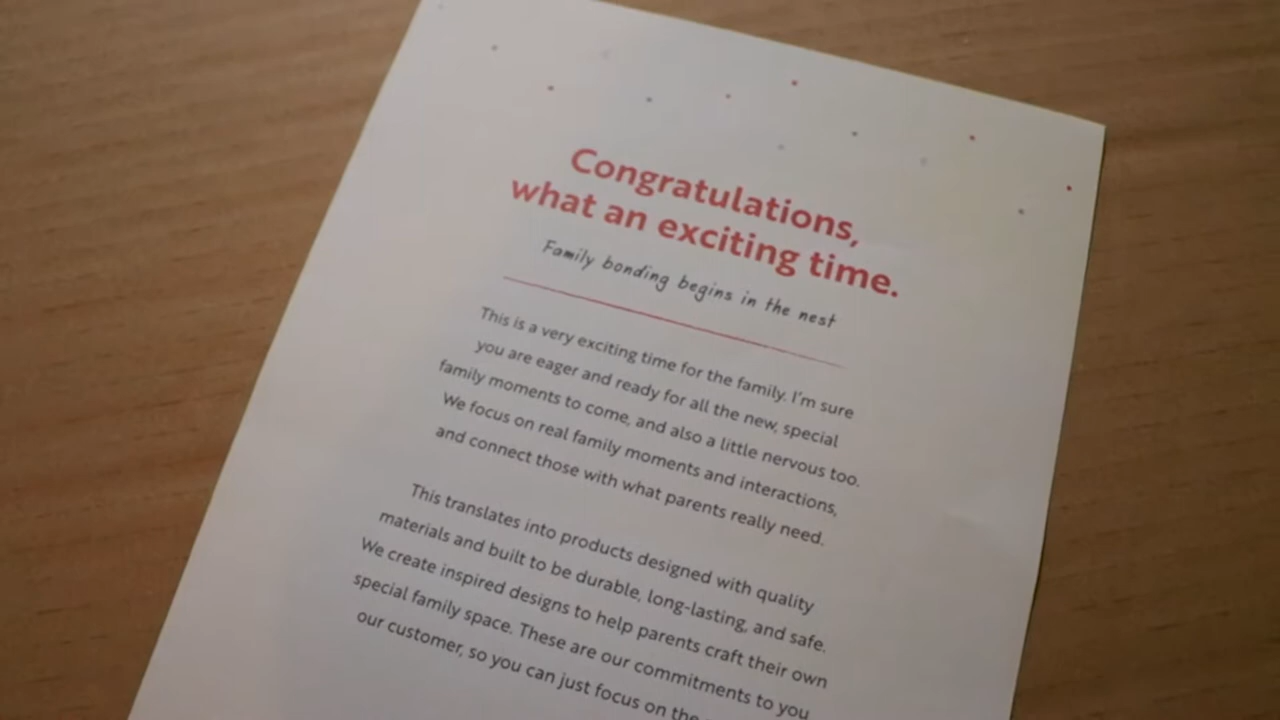 Congratulations,
what an exciting time.
Family bonding begins in the nest
This is a very exciting time for the family. I'm sure
you are eager and ready for all the new, special
family moments to come, and also a little nervous too.
We focus on real family moments and interactions,
and connect those with what parents really need.
This translates into products designed with quality
materials and built to be durable, long-lasting, and safe.
We create inspired designs to help parents craft their own
special family space. These are our commitments to you
our customer, so you can just focus on the